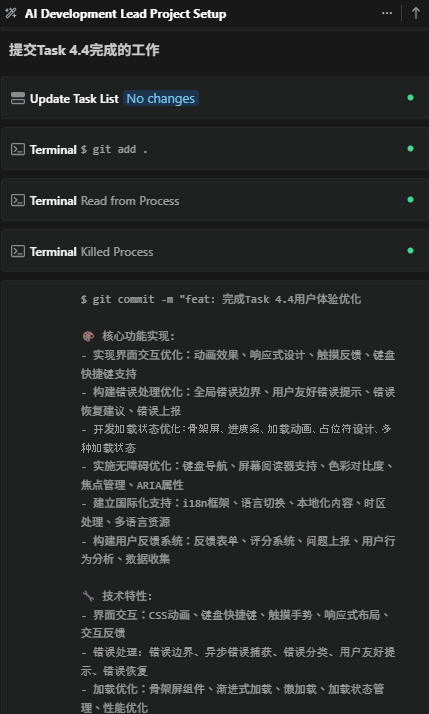 AI Development Lead Project Setup
提交Task 4.4完成的工作
Update Task List No changes
Terminal $ git add .
Terminal Read from Process
Terminal Killed Process
$ git commit -m "feat: 完成Task 4.4用户体验优化
🎨 核心功能实现:
- 实现界面交互优化：动画效果、响应式设计、触摸反馈、键盘
快捷键支持
- 构建错误处理优化：全局错误边界、用户友好错误提示、错误
恢复建议、错误上报
- 开发加载状态优化：骨架屏、进度条、加载动画、占位符设计、多
种加载状态
- 实施无障碍优化：键盘导航、屏幕阅读器支持、色彩对比度、
焦点管理、ARIA属性
- 建立国际化支持：i18n框架、语言切换、本地化内容、时区
处理、多语言资源
- 构建用户反馈系统：反馈表单、评分系统、问题上报、用户行
为分析、数据收集
🔧 技术特性:
- 界面交互：CSS动画、键盘快捷键、触摸手势、响应式布局、
交互反馈
- 错误处理：错误边界、异步错误捕获、错误分类、用户友好提
示、错误恢复
- 加载优化：骨架屏组件、渐进式加载、懒加载、加载状态管
理、性能优化